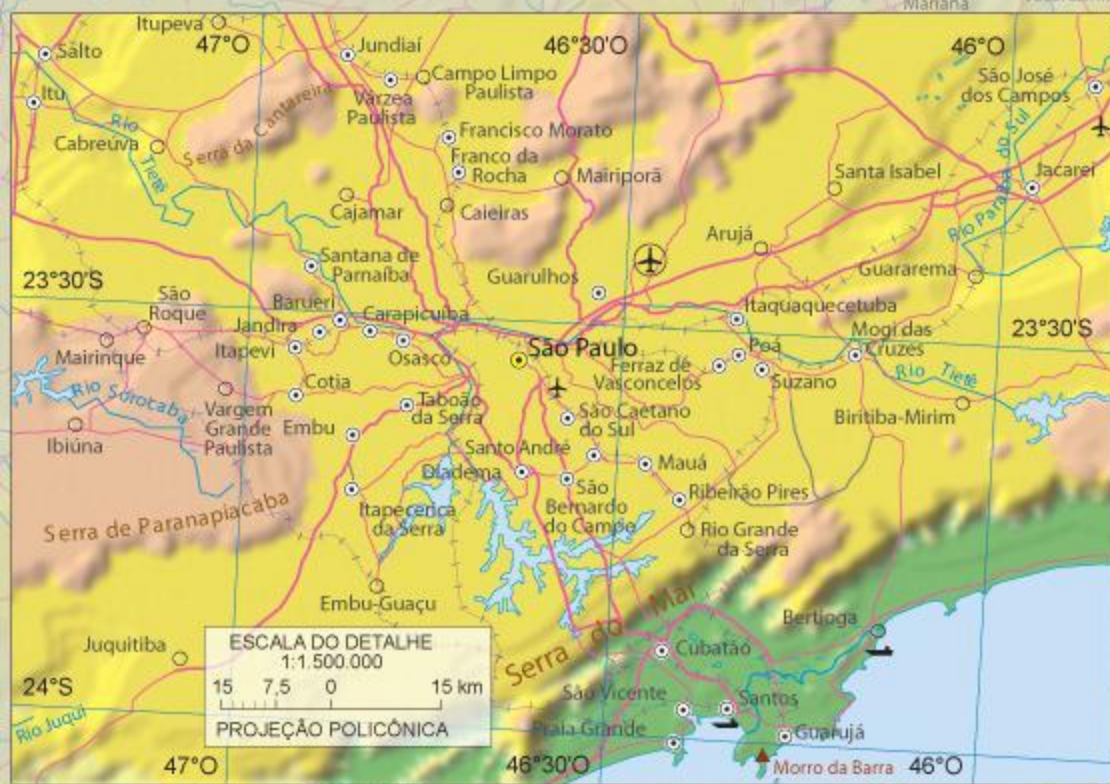 Itupeva
47°O
46°30'O
46°O
Salto
Jundiaí
Campo Limpo
Paulista
Várzea
Paulista
São José
dos Campos
Itu
Serra da Cantareira
Rio
Tietê
Cabreúva
Francisco Morato
Franco da
Rocha
Mairiporã
Rio Paraíba do Sul
Santa Isabel
Jacareí
Cajamar
Caieiras
Arujá
Santana de
Parnaíba
Guarulhos
Guararema
23°30'S
São
Roque
Barueri
Carapicuíba
Itaquaquecetuba
23°30'S
Jandira
Mairinque
Itapevi
Osasco
São Paulo
Poá
Mogi das
Cruzes
Ferraz de
Vasconcelos
Suzano
Rio Tietê
Rio Sorocaba
Cotia
Vargem
Grande
Paulista
Taboão
da Serra
São Caetano
do Sul
Biritiba-Mirim
Ibiúna
Embu
Santo André
Diadema
Mauá
São
Bernardo
do Campo
Ribeirão Pires
Itapecerica
da Serra
Rio Grande
da Serra
Serra de Paranapiacaba
Embu-Guaçu
Serra do Mar
Bertioga
Juquitiba
Cubatão
ESCALA DO DETALHE
1:1.500.000
15 7,5 0 15 km
PROJEÇÃO POLICÔNICA
24°S
São Vicente
Santos
Rio Juqui
Praia Grande
Guarujá
47°O
46°30'O
Morro da Barra
46°O
Mariana